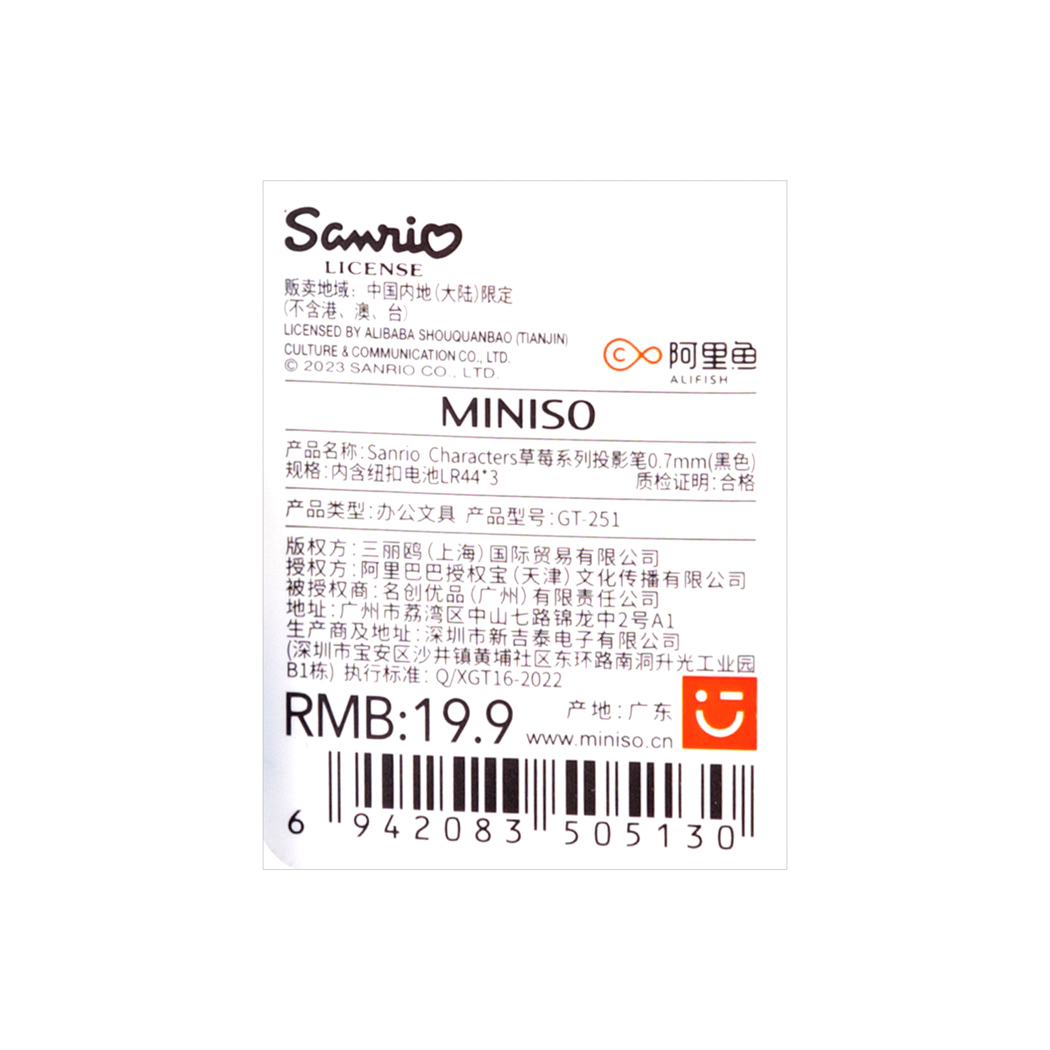 Sanrio
LICENSE
贩卖地域：中国内地(大陆)限定
(不含港、澳、台)
LICENSED BY ALIBABA SHOUQUANBAO (TIANJIN)
CULTURE & COMMUNICATION CO., LTD.
© 2023 SANRIO CO., LTD.
C 阿里鱼
ALIFISH
MINISO
产品名称:Sanrio Characters草莓系列投影笔0.7mm(黑色)
规格:内含纽扣电池LR44*3 质检证明:合格
产品类型:办公文具 产品型号:GT-251
版权方:三丽鸥(上海)国际贸易有限公司
授权方:阿里巴巴授权宝(天津)文化传播有限公司
被授权商:名创优品(广州)有限责任公司
地址:广州市荔湾区中山七路锦龙中2号A1
生产商及地址:深圳市新吉泰电子有限公司
(深圳市宝安区沙井镇黄埔社区东环路南洞升光工业园
B1栋) 执行标准: Q/XGT16-2022
RMB:19.9 产地:广东
www.miniso.cn
6 942083 505130